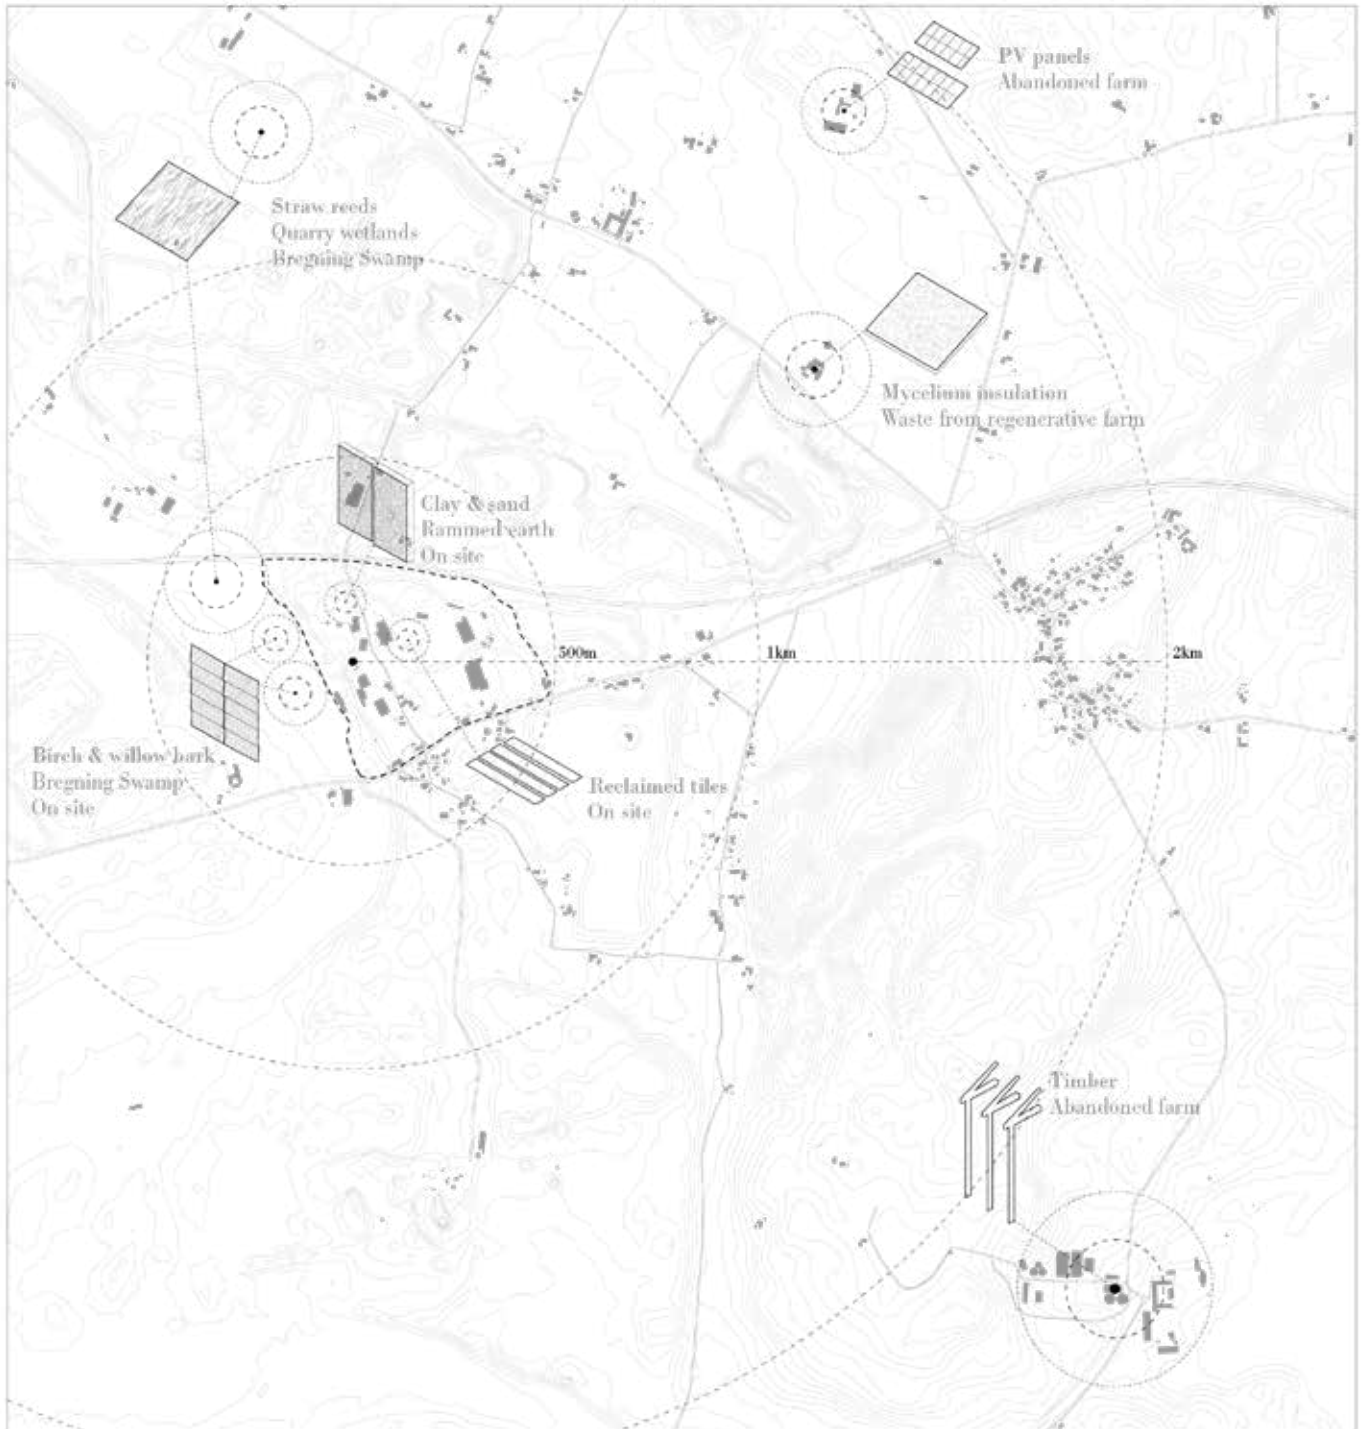 PV panels
Abandoned farm
Straw reeds
Quarry wetlands
Bregning Swamp
Mycelium insulation
Waste from regenerative farm
Clay & sand
Rammed earth
On site
500m
1km
2km
Birch & willow bark
Bregning Swamp
On site
Reclaimed tiles
On site
Timber
Abandoned farm